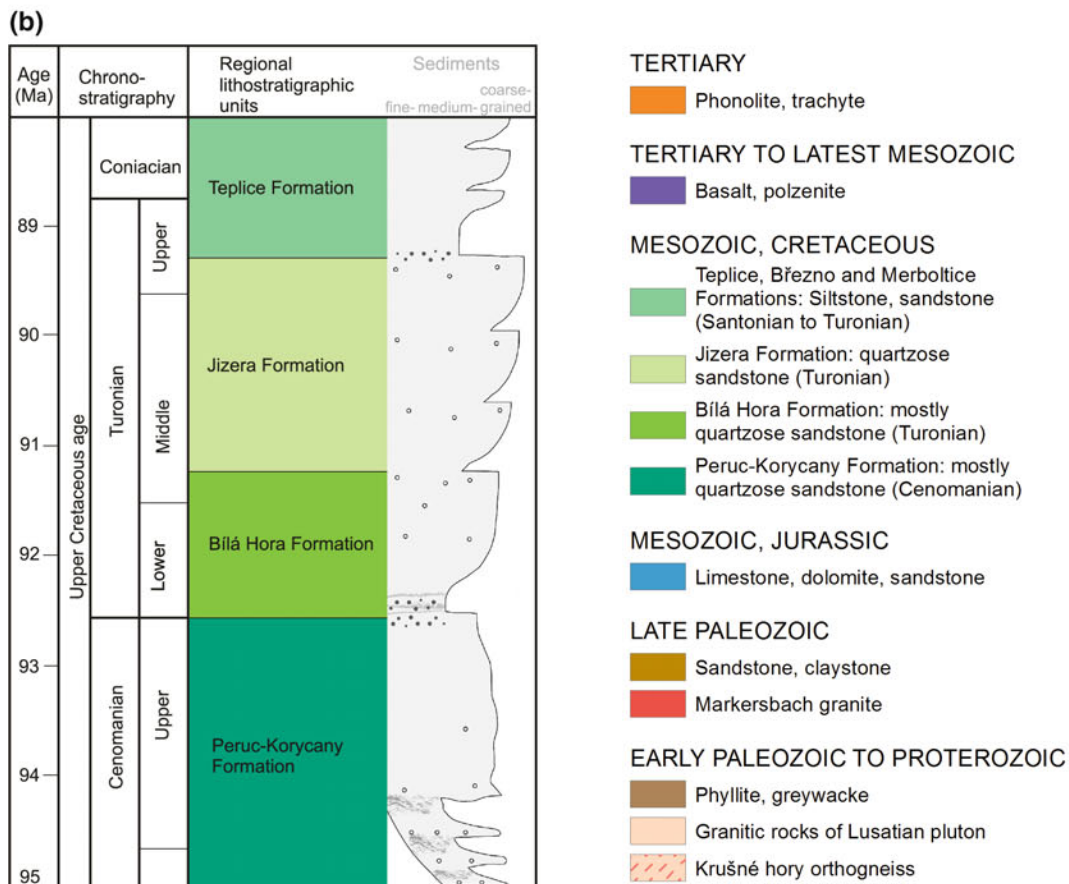 (b)
Age
(Ma)
Chrono-
stratigraphy
Regional
lithostratigraphic
units
Sediments
coarse-
fine- medium- grained
Upper Cretaceous age
Coniacian
Turonian
Upper
Middle
Lower
Cenomanian
Upper
89
90
91
92
93
94
95
Teplice Formation
Jizera Formation
Bílá Hora Formation
Peruc-Korycany
Formation
TERTIARY
Phonolite, trachyte
TERTIARY TO LATEST MESOZOIC
Basalt, polzenite
MESOZOIC, CRETACEOUS
Teplice, Březno and Merboltice
Formations: Siltstone, sandstone
(Santonian to Turonian)
Jizera Formation: quartzose
sandstone (Turonian)
Bílá Hora Formation: mostly
quartzose sandstone (Turonian)
Peruc-Korycany Formation: mostly
quartzose sandstone (Cenomanian)
MESOZOIC, JURASSIC
Limestone, dolomite, sandstone
LATE PALEOZOIC
Sandstone, claystone
Markersbach granite
EARLY PALEOZOIC TO PROTEROZOIC
Phyllite, greywacke
Granitic rocks of Lusatian pluton
Krušné hory orthogneiss